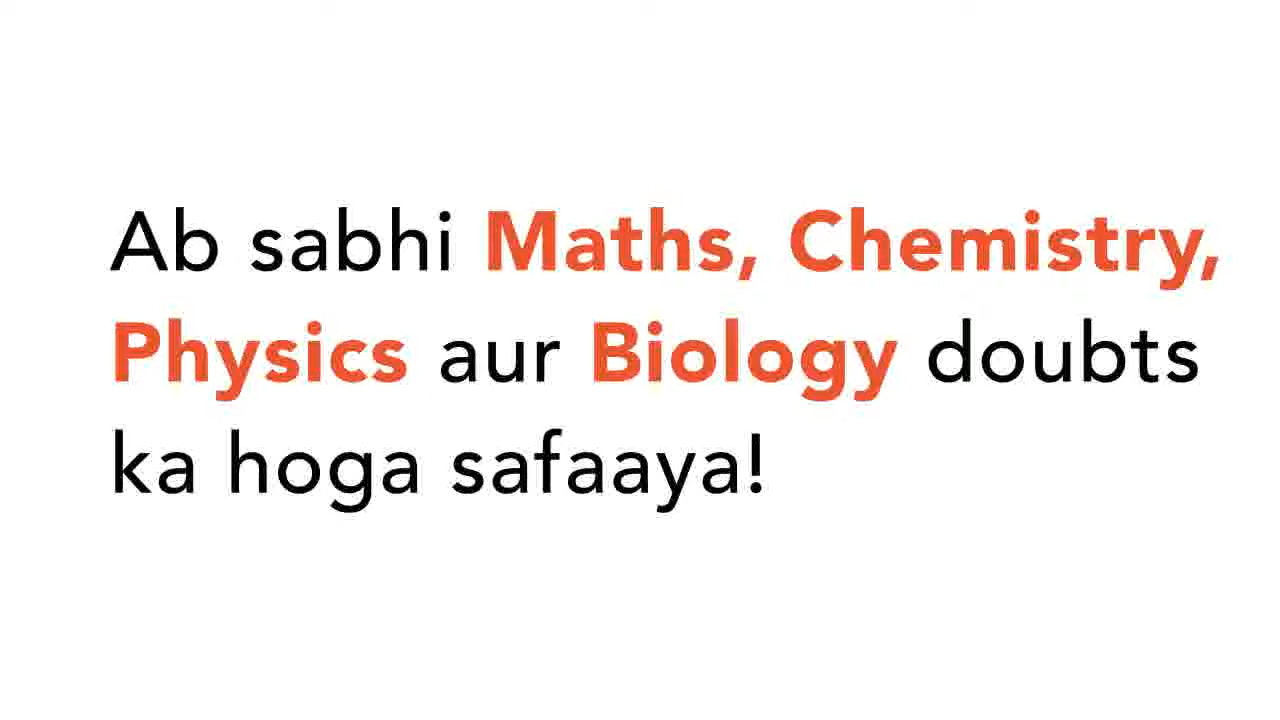 Ab sabhi Maths, Chemistry,
Physics aur Biology doubts
ka hoga safaaya!